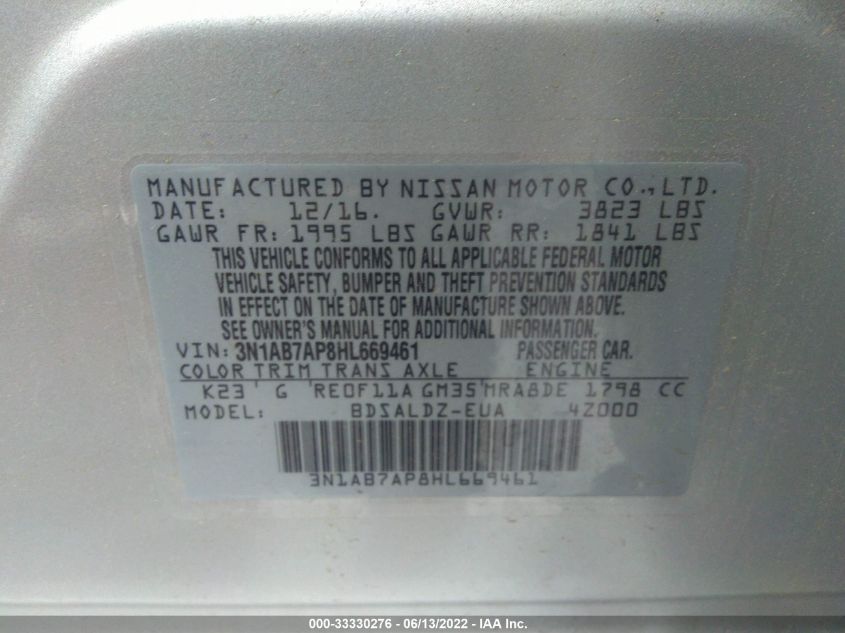 MANUFACTURED BY NISSAN MOTOR CO.,LTD.
DATE: 12/16. GVWR: 3823 LBS
GAWR FR: 1995 LBS GAWR RR: 1841 LBS
THIS VEHICLE CONFORMS TO ALL APPLICABLE FEDERAL MOTOR
VEHICLE SAFETY, BUMPER AND THEFT PREVENTION STANDARDS
IN EFFECT ON THE DATE OF MANUFACTURE SHOWN ABOVE.
SEE OWNER'S MANUAL FOR ADDITIONAL INFORMATION.
VIN: 3N1AB7AP8HL669461 PASSENGER CAR.
COLOR TRIM TRANS AXLE ENGINE
K23 G RE0F11A GM35 MRA8DE 1798 CC
MODEL: BDSALDZ-EUA 4Z000
3N1AB7AP8HL669461
000-33330276 - 06/13/2022 - IAA Inc.